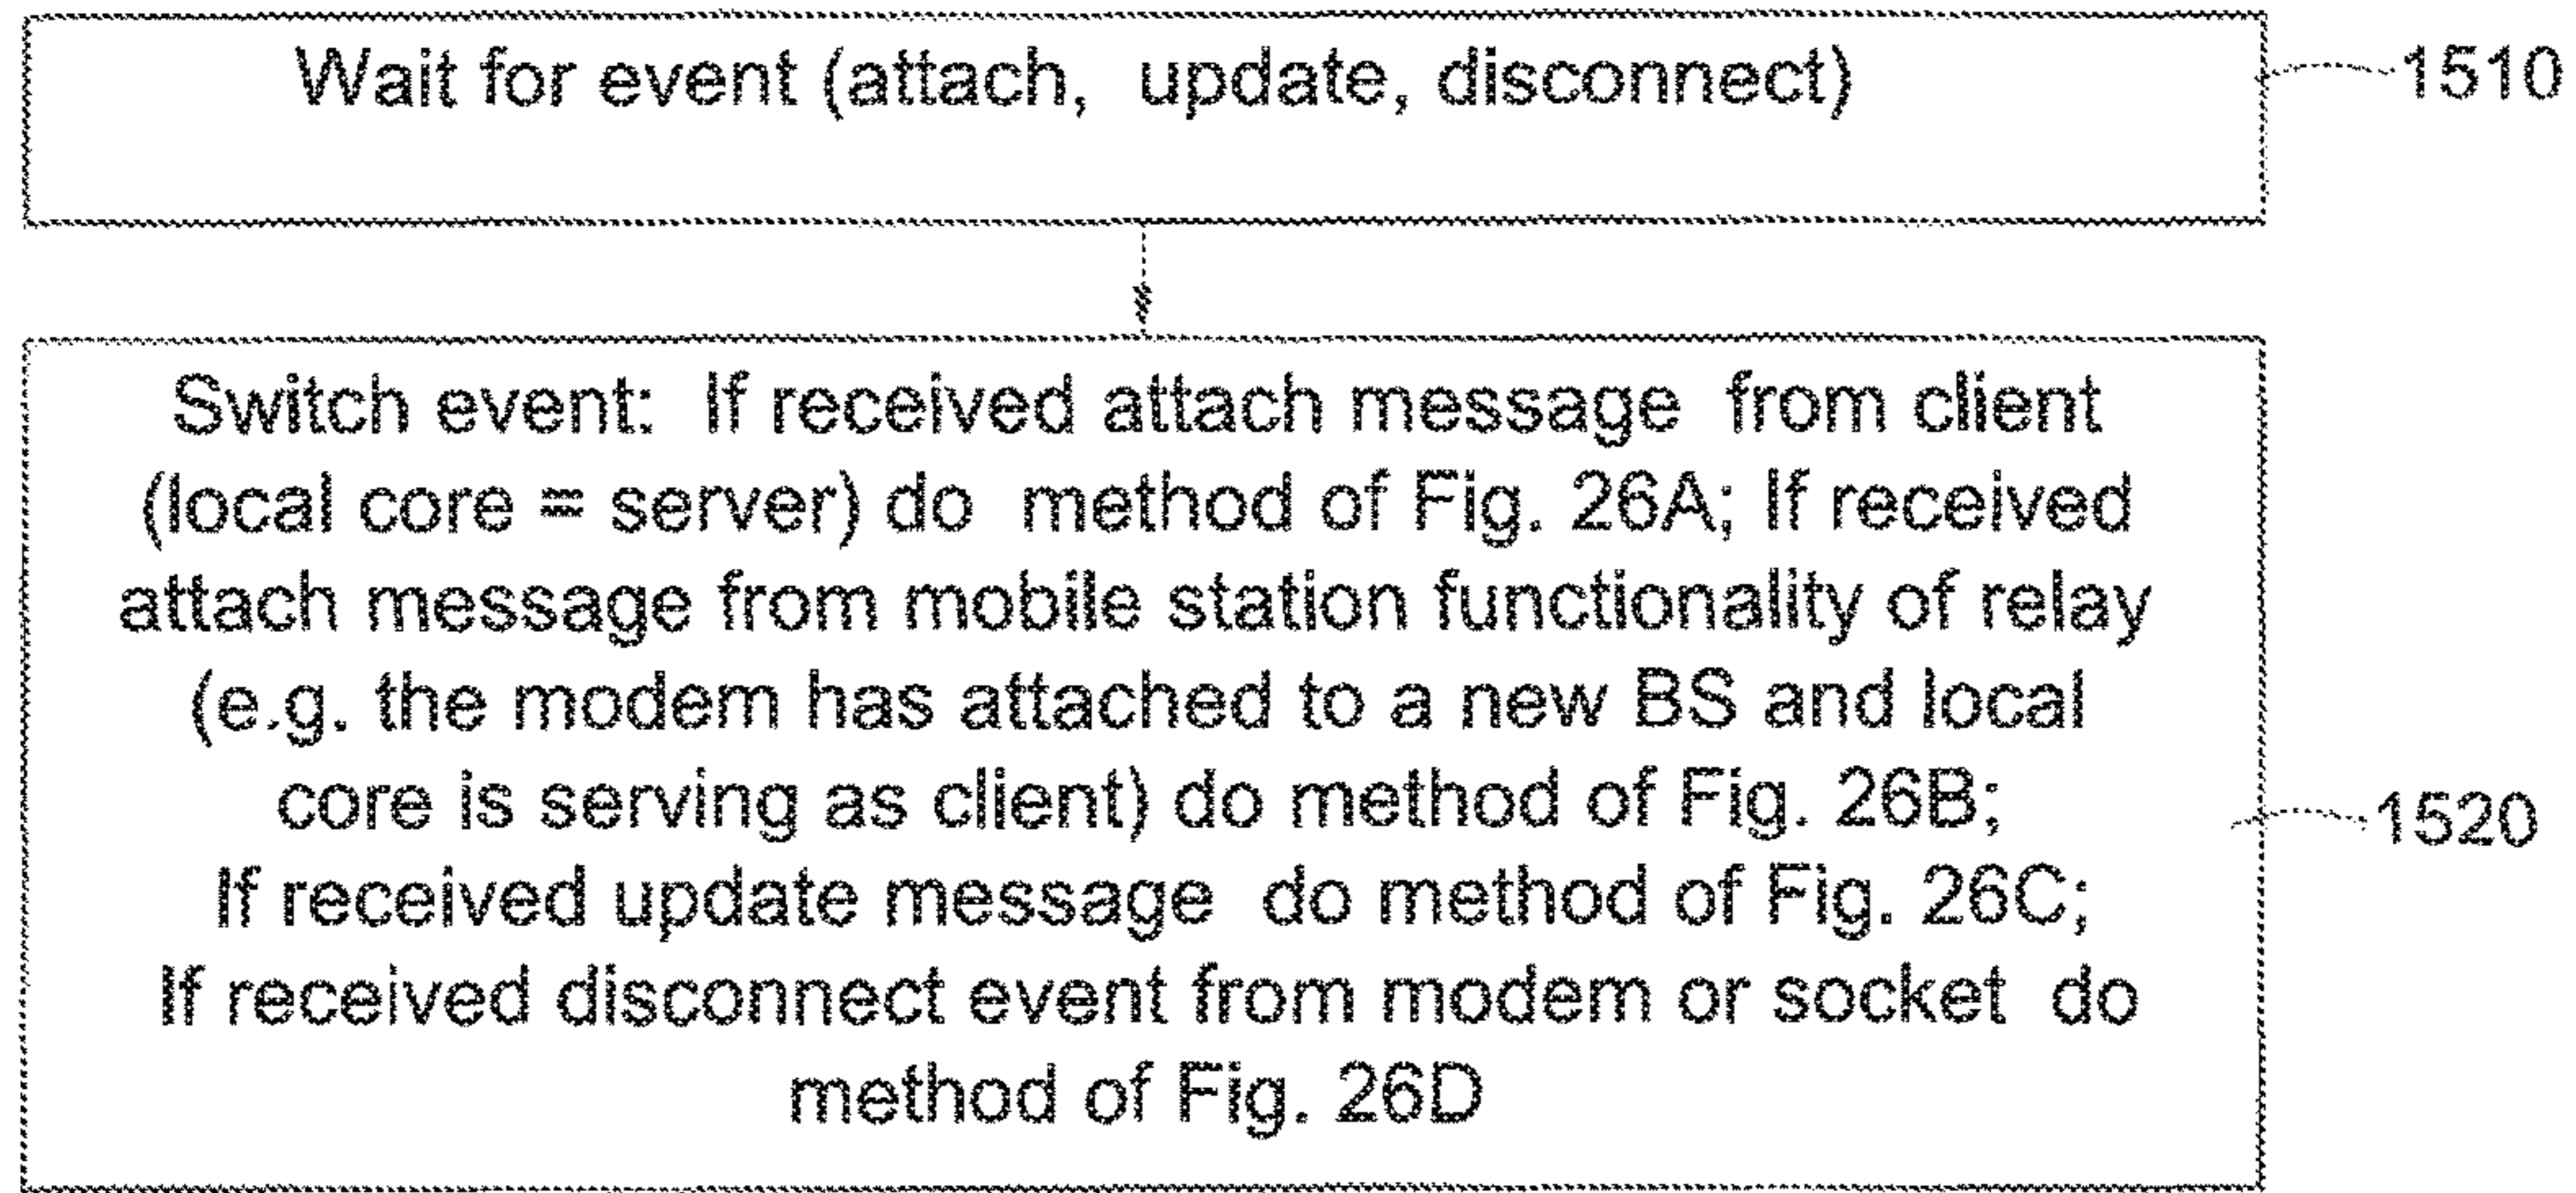 Wait for event (attach, update, disconnect)
1510
Switch event: If received attach message from client
(local core = server) do method of Fig. 26A; If received
attach message from mobile station functionality of relay
(e.g. the modem has attached to a new BS and local
core is serving as client) do method of Fig. 26B;
1520
If received update message do method of Fig. 26C;
If received disconnect event from modem or socket do
method of Fig. 26D